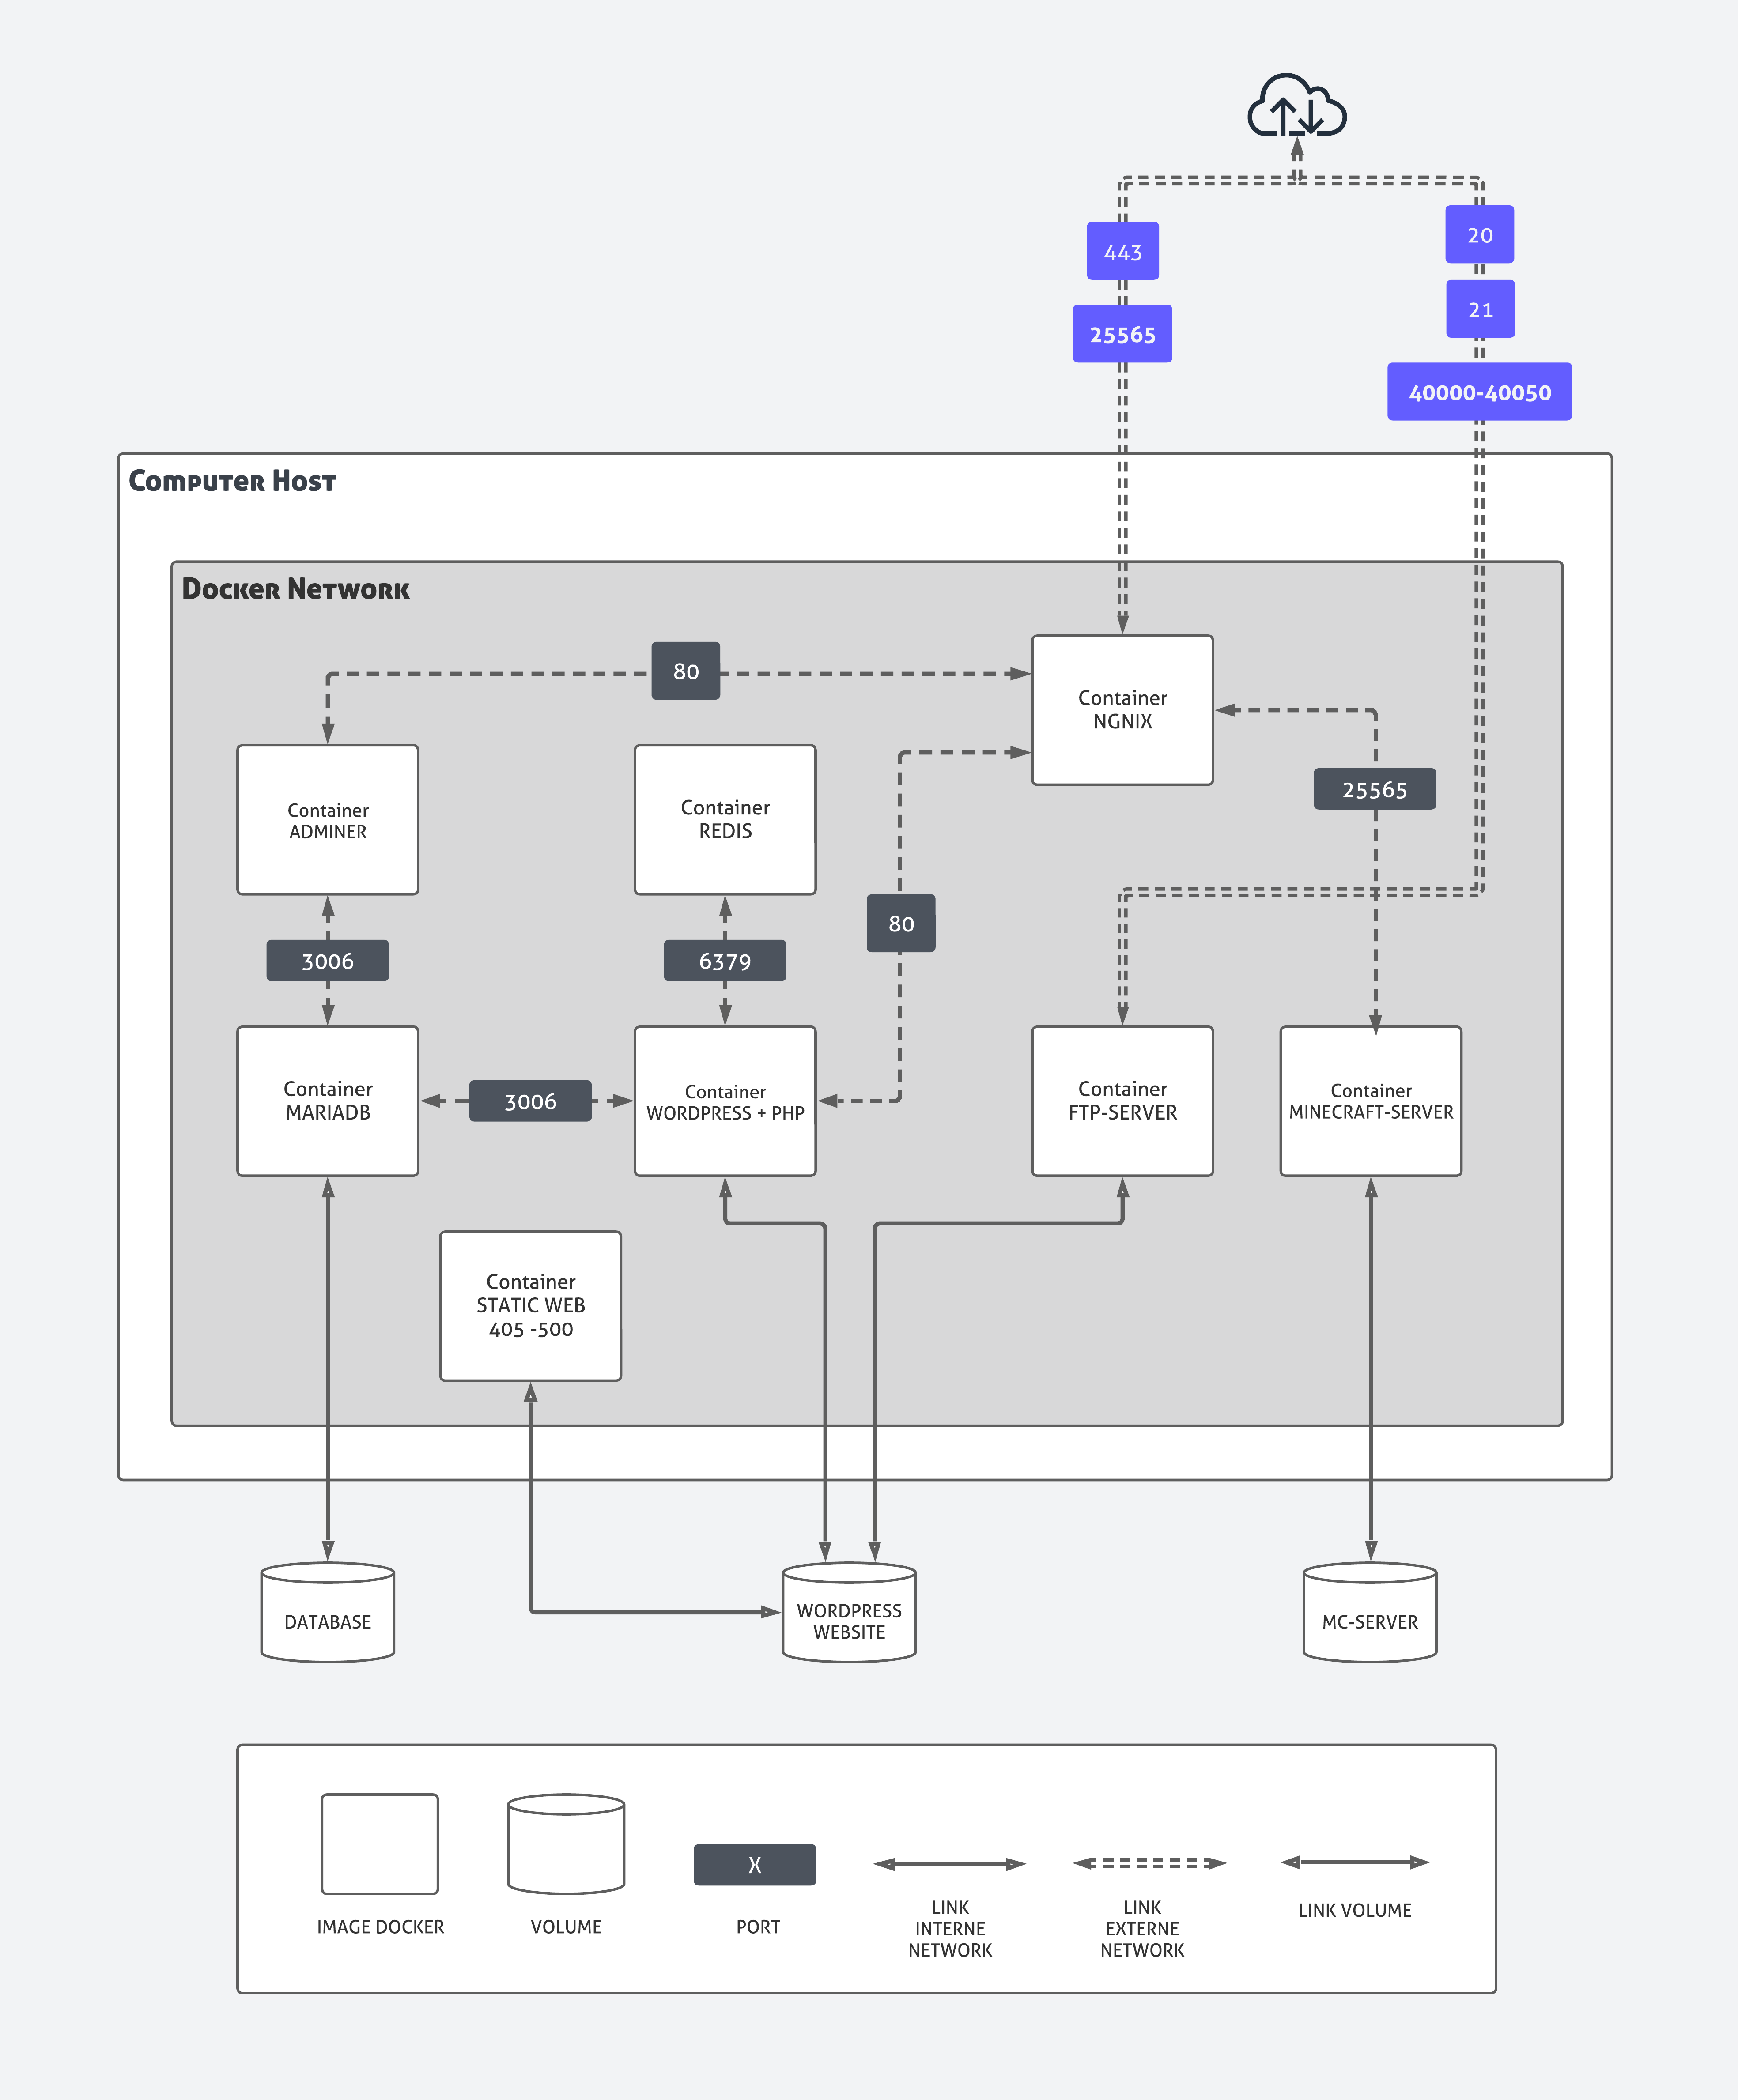 443
20
25565
21
40000-40050
Computer Host
Docker Network
80
Container
NGNIX
25565
Container
ADMINER
Container
REDIS
80
3006
6379
Container
MARIADB
3006
Container
WORDPRESS + PHP
Container
FTP-SERVER
Container
MINECRAFT-SERVER
Container
STATIC WEB
405 -500
DATABASE
WORDPRESS
WEBSITE
MC-SERVER
X
IMAGE DOCKER
VOLUME
PORT
LINK
INTERNE
NETWORK
LINK
EXTERNE
NETWORK
LINK VOLUME